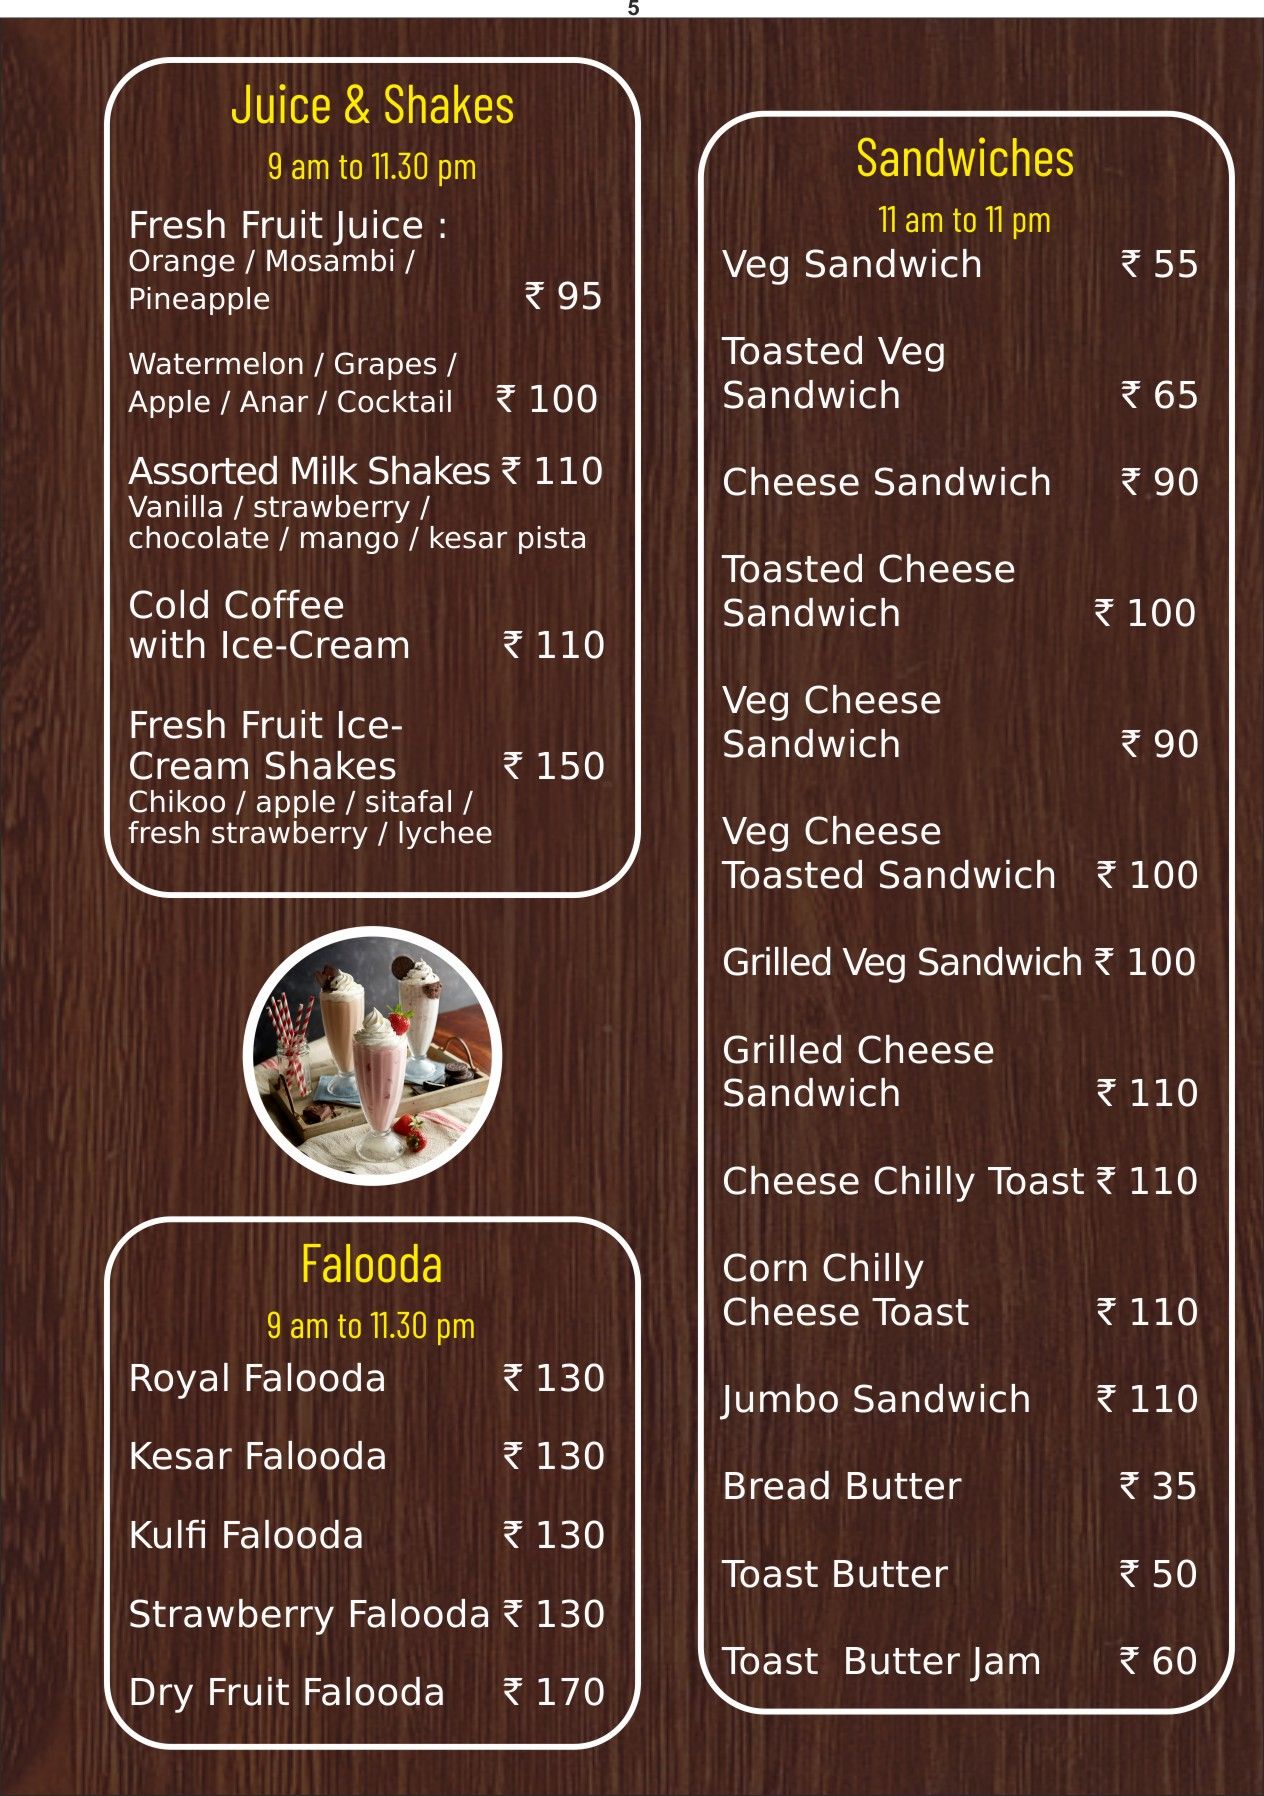 5
Juice & Shakes
9 am to 11.30 pm
Fresh Fruit Juice :
Orange / Mosambi /
Pineapple ₹ 95
Watermelon / Grapes /
Apple / Anar / Cocktail ₹ 100
Assorted Milk Shakes ₹ 110
Vanilla / strawberry /
chocolate / mango / kesar pista
Cold Coffee
with Ice-Cream ₹ 110
Fresh Fruit Ice-
Cream Shakes ₹ 150
Chikoo / apple / sitafal /
fresh strawberry / lychee
Falooda
9 am to 11.30 pm
Royal Falooda ₹ 130
Kesar Falooda ₹ 130
Kulfi Falooda ₹ 130
Strawberry Falooda ₹ 130
Dry Fruit Falooda ₹ 170
Sandwiches
11 am to 11 pm
Veg Sandwich ₹ 55
Toasted Veg
Sandwich ₹ 65
Cheese Sandwich ₹ 90
Toasted Cheese
Sandwich ₹ 100
Veg Cheese
Sandwich ₹ 90
Veg Cheese
Toasted Sandwich ₹ 100
Grilled Veg Sandwich ₹ 100
Grilled Cheese
Sandwich ₹ 110
Cheese Chilly Toast ₹ 110
Corn Chilly
Cheese Toast ₹ 110
Jumbo Sandwich ₹ 110
Bread Butter ₹ 35
Toast Butter ₹ 50
Toast  Butter Jam ₹ 60